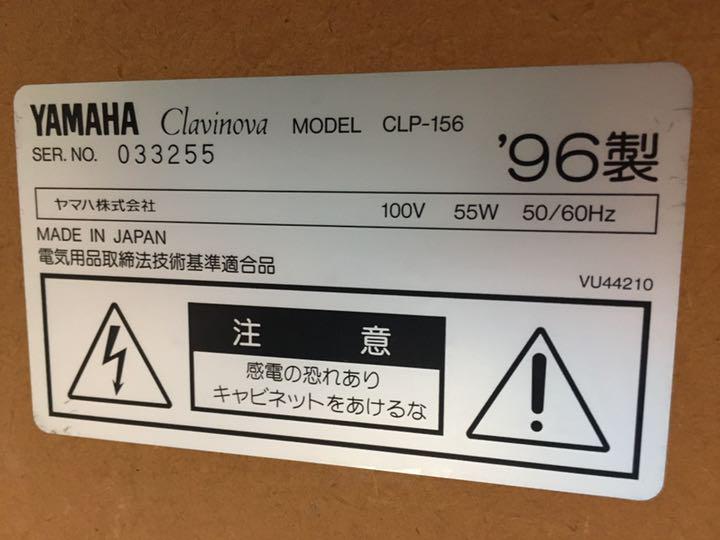 YAMAHA Clavinova MODEL CLP-156
SER. NO. 033255
'96製
ヤマハ株式会社 100V 55W 50/60Hz
MADE IN JAPAN
電気用品取締法技術基準適合品
VU44210
注意
感電の恐れあり
キャビネットをあけるな